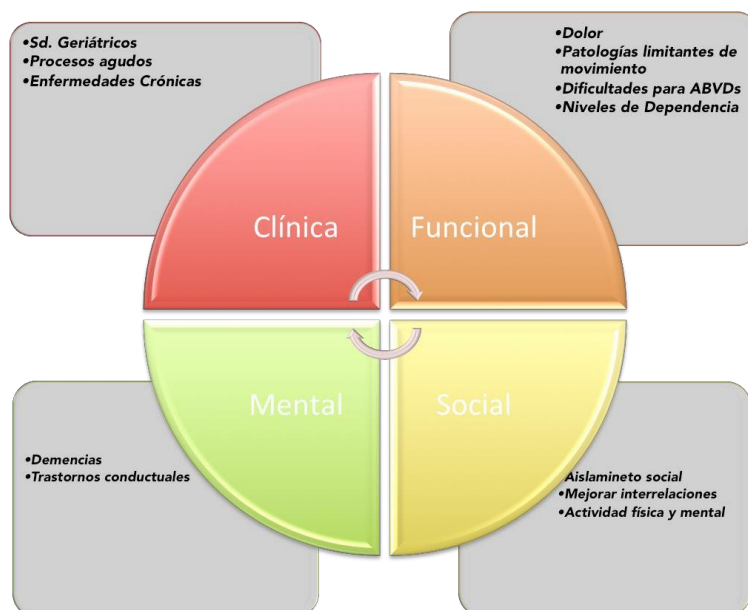 •Sd. Geriátricos
•Procesos agudos
•Enfermedades Crónicas
•Dolor
•Patologías limitantes de
movimiento
•Dificultades para ABVDs
•Niveles de Dependencia
Clínica
Funcional
Mental
Social
•Demencias
•Trastornos conductuales
Aislamineto social
•Mejorar interrelaciones
•Actividad física y mental